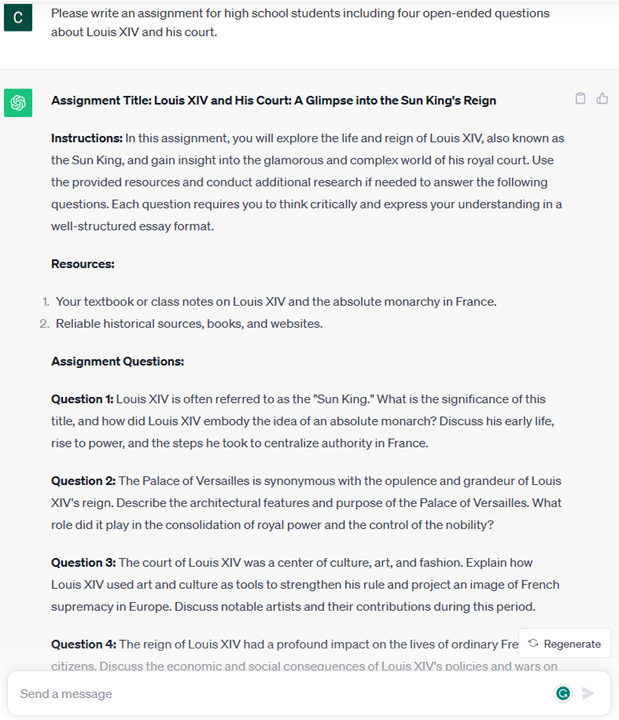 C
Please write an assignment for high school students including four open-ended questions
about Louis XIV and his court.
Assignment Title: Louis XIV and His Court: A Glimpse into the Sun King's Reign
Instructions: In this assignment, you will explore the life and reign of Louis XIV, also known as
the Sun King, and gain insight into the glamorous and complex world of his royal court. Use
the provided resources and conduct additional research if needed to answer the following
questions. Each question requires you to think critically and express your understanding in a
well-structured essay format.
Resources:
1. Your textbook or class notes on Louis XIV and the absolute monarchy in France.
2. Reliable historical sources, books, and websites.
Assignment Questions:
Question 1: Louis XIV is often referred to as the "Sun King." What is the significance of this
title, and how did Louis XIV embody the idea of an absolute monarch? Discuss his early life,
rise to power, and the steps he took to centralize authority in France.
Question 2: The Palace of Versailles is synonymous with the opulence and grandeur of Louis
XIV's reign. Describe the architectural features and purpose of the Palace of Versailles. What
role did it play in the consolidation of royal power and the control of the nobility?
Question 3: The court of Louis XIV was a center of culture, art, and fashion. Explain how
Louis XIV used art and culture as tools to strengthen his rule and project an image of French
supremacy in Europe. Discuss notable artists and their contributions during this period.
Question 4: The reign of Louis XIV had a profound impact on the lives of ordinary Fre
Regenerate
citizens. Discuss the economic and social consequences of Louis XIV's policies and wars on
Send a message